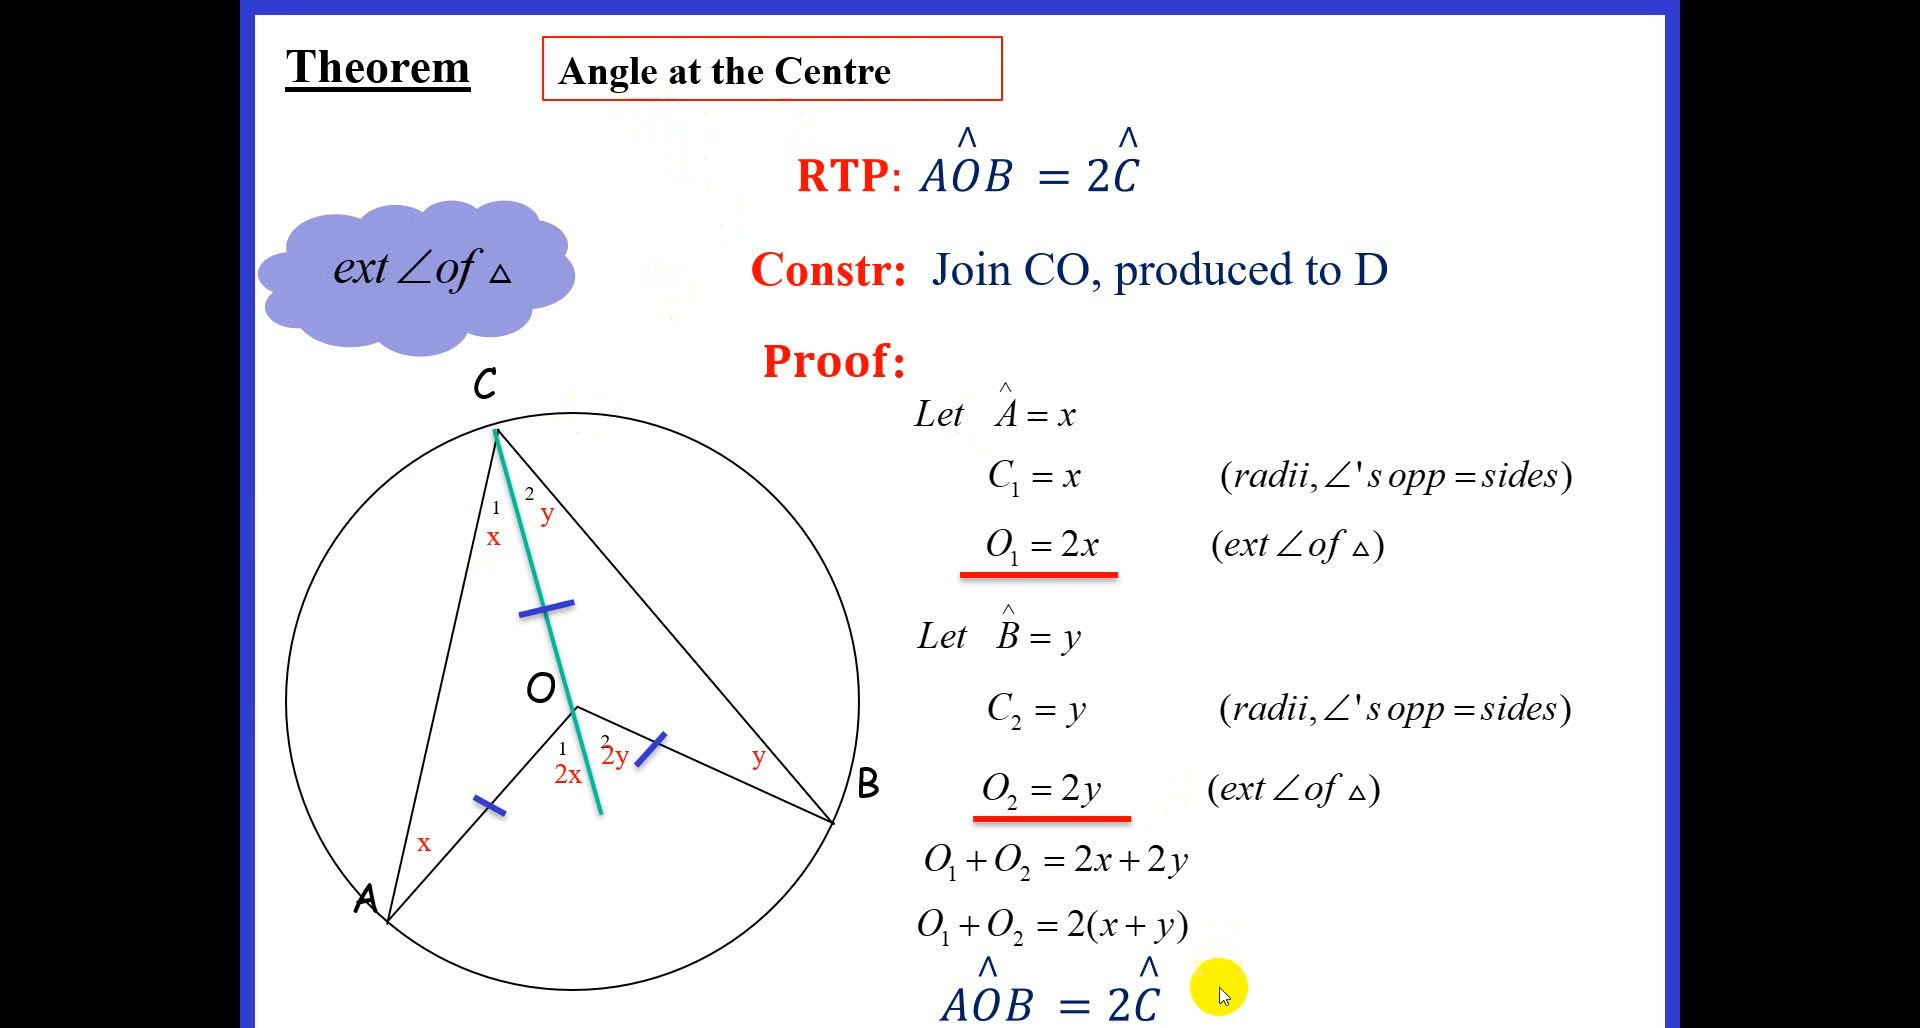 Theorem
Angle at the Centre
RTP: AÔB = 2Ĉ
ext ∠of △
Constr: Join CO, produced to D
Proof:
Let Â = x
C₁ = x (radii, ∠'s opp = sides)
O₁ = 2x (ext ∠of △)
Let B̂ = y
C₂ = y (radii, ∠'s opp = sides)
O₂ = 2y (ext ∠of △)
O₁ + O₂ = 2x + 2y
O₁ + O₂ = 2(x + y)
AÔB = 2Ĉ
C
1
2
x
y
O
1
2
2x
2y
y
B
x
A